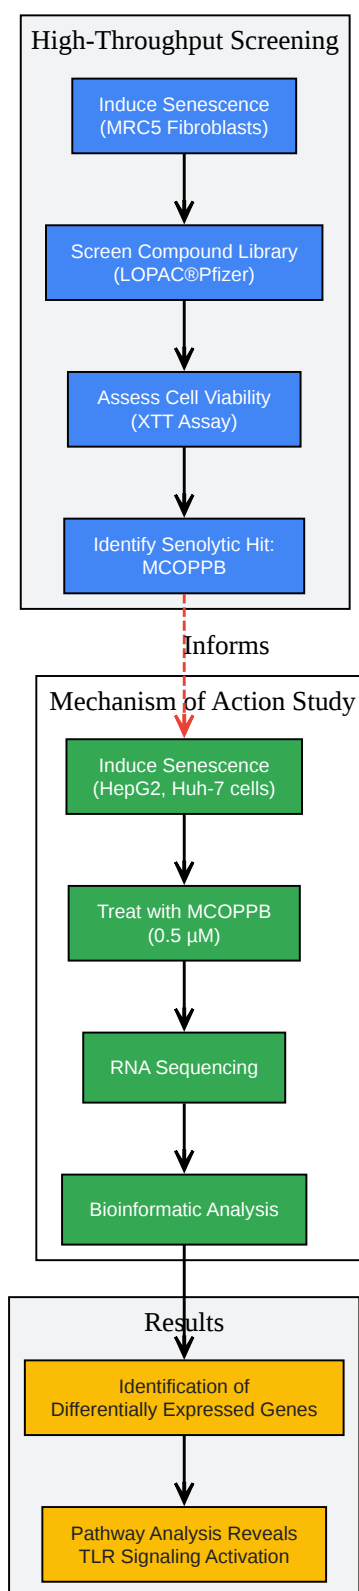 High-Throughput Screening
Induce Senescence
(MRC5 Fibroblasts)
Screen Compound Library
(LOPAC®Pfizer)
Assess Cell Viability
(XTT Assay)
Identify Senolytic Hit:
MCOPPB
Informs
Mechanism of Action Study
Induce Senescence
(HepG2, Huh-7 cells)
Treat with MCOPPB
(0.5 µM)
RNA Sequencing
Bioinformatic Analysis
Results
Identification of
Differentially Expressed Genes
Pathway Analysis Reveals
TLR Signaling Activation